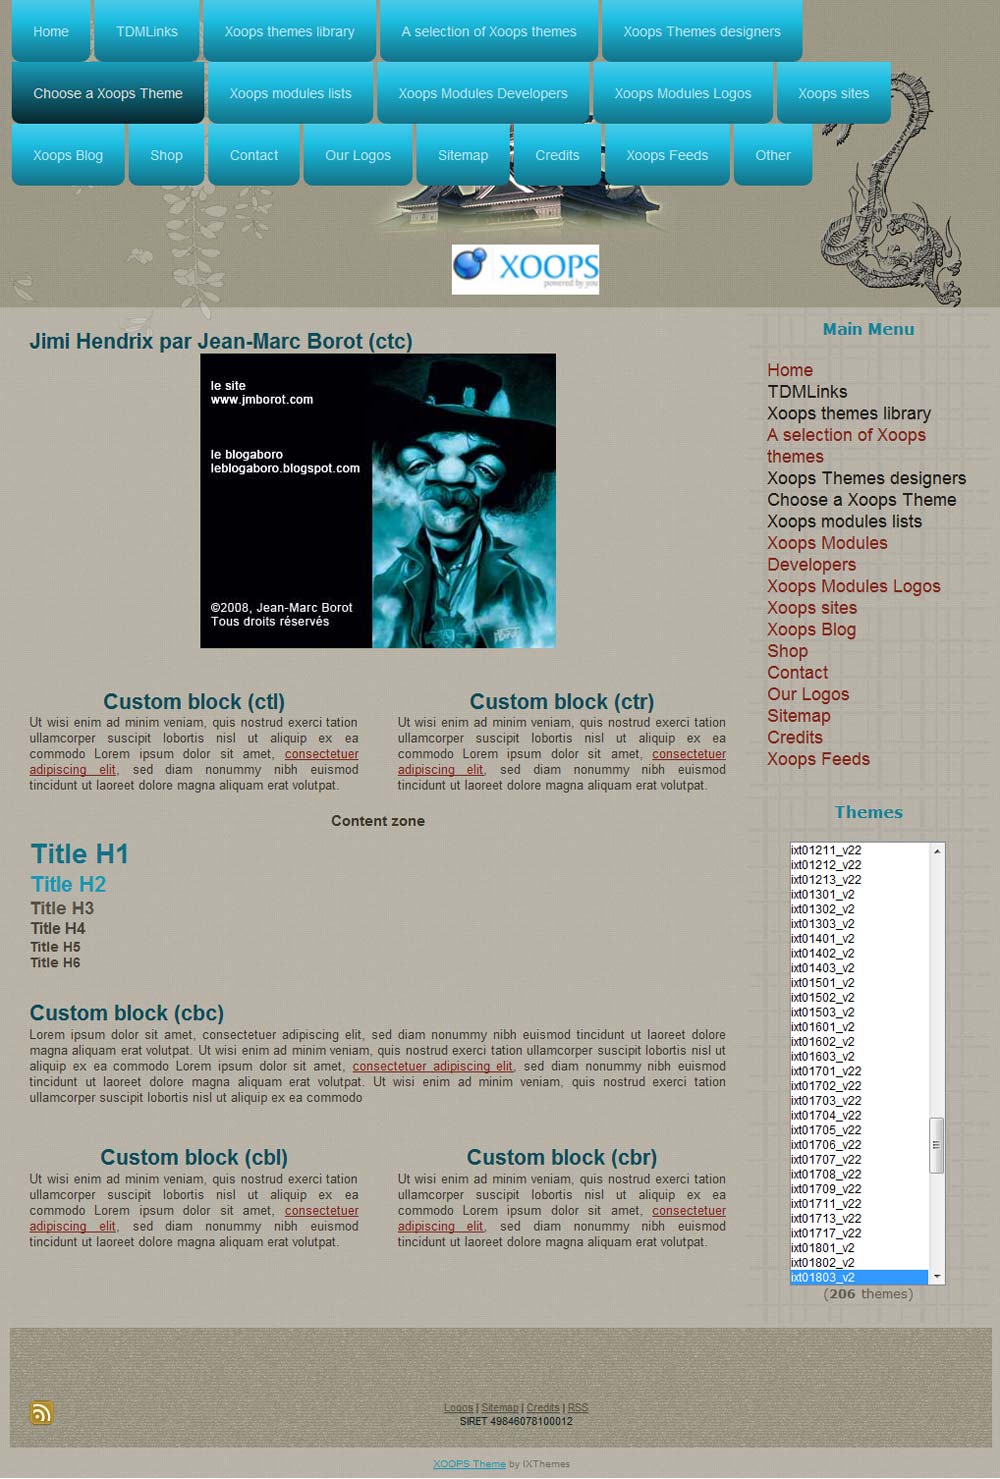 Home TDMLinks Xoops themes library A selection of Xoops themes Xoops Themes designers
Choose a Xoops Theme Xoops modules lists Xoops Modules Developers Xoops Modules Logos Xoops sites
Xoops Blog Shop Contact Our Logos Sitemap Credits Xoops Feeds Other
XOOPS
powered by you
Jimi Hendrix par Jean-Marc Borot (ctc)
le site
www.jmborot.com
le blogaboro
leblogaboro.blogspot.com
©2008, Jean-Marc Borot
Tous droits réservés
Custom block (ctl)
Ut wisi enim ad minim veniam, quis nostrud exerci tation
ullamcorper suscipit lobortis nisl ut aliquip ex ea
commodo Lorem ipsum dolor sit amet, consectetuer
adipiscing elit, sed diam nonummy nibh euismod
tincidunt ut laoreet dolore magna aliquam erat volutpat.
Custom block (ctr)
Ut wisi enim ad minim veniam, quis nostrud exerci tation
ullamcorper suscipit lobortis nisl ut aliquip ex ea
commodo Lorem ipsum dolor sit amet, consectetuer
adipiscing elit, sed diam nonummy nibh euismod
tincidunt ut laoreet dolore magna aliquam erat volutpat.
Content zone
Title H1
Title H2
Title H3
Title H4
Title H5
Title H6
Custom block (cbc)
Lorem ipsum dolor sit amet, consectetuer adipiscing elit, sed diam nonummy nibh euismod tincidunt ut laoreet dolore
magna aliquam erat volutpat. Ut wisi enim ad minim veniam, quis nostrud exerci tation ullamcorper suscipit lobortis nisl ut
aliquip ex ea commodo Lorem ipsum dolor sit amet, consectetuer adipiscing elit, sed diam nonummy nibh euismod
tincidunt ut laoreet dolore magna aliquam erat volutpat. Ut wisi enim ad minim veniam, quis nostrud exerci tation
ullamcorper suscipit lobortis nisl ut aliquip ex ea commodo
Custom block (cbl)
Ut wisi enim ad minim veniam, quis nostrud exerci tation
ullamcorper suscipit lobortis nisl ut aliquip ex ea
commodo Lorem ipsum dolor sit amet, consectetuer
adipiscing elit, sed diam nonummy nibh euismod
tincidunt ut laoreet dolore magna aliquam erat volutpat.
Custom block (cbr)
Ut wisi enim ad minim veniam, quis nostrud exerci tation
ullamcorper suscipit lobortis nisl ut aliquip ex ea
commodo Lorem ipsum dolor sit amet, consectetuer
adipiscing elit, sed diam nonummy nibh euismod
tincidunt ut laoreet dolore magna aliquam erat volutpat.
Main Menu
Home
TDMLinks
Xoops themes library
A selection of Xoops
themes
Xoops Themes designers
Choose a Xoops Theme
Xoops modules lists
Xoops Modules
Developers
Xoops Modules Logos
Xoops sites
Xoops Blog
Shop
Contact
Our Logos
Sitemap
Credits
Xoops Feeds
Themes
ixt01211_v22
ixt01212_v22
ixt01213_v22
ixt01301_v2
ixt01302_v2
ixt01303_v2
ixt01401_v2
ixt01402_v2
ixt01403_v2
ixt01501_v2
ixt01502_v2
ixt01503_v2
ixt01601_v2
ixt01602_v2
ixt01603_v2
ixt01701_v22
ixt01702_v22
ixt01703_v22
ixt01704_v22
ixt01705_v22
ixt01706_v22
ixt01707_v22
ixt01708_v22
ixt01709_v22
ixt01711_v22
ixt01713_v22
ixt01717_v22
ixt01801_v2
ixt01802_v2
ixt01803_v2
(206 themes)
Logos | Sitemap | Credits | RSS
SIRET 49846078100012
XOOPS Theme by IXThemes